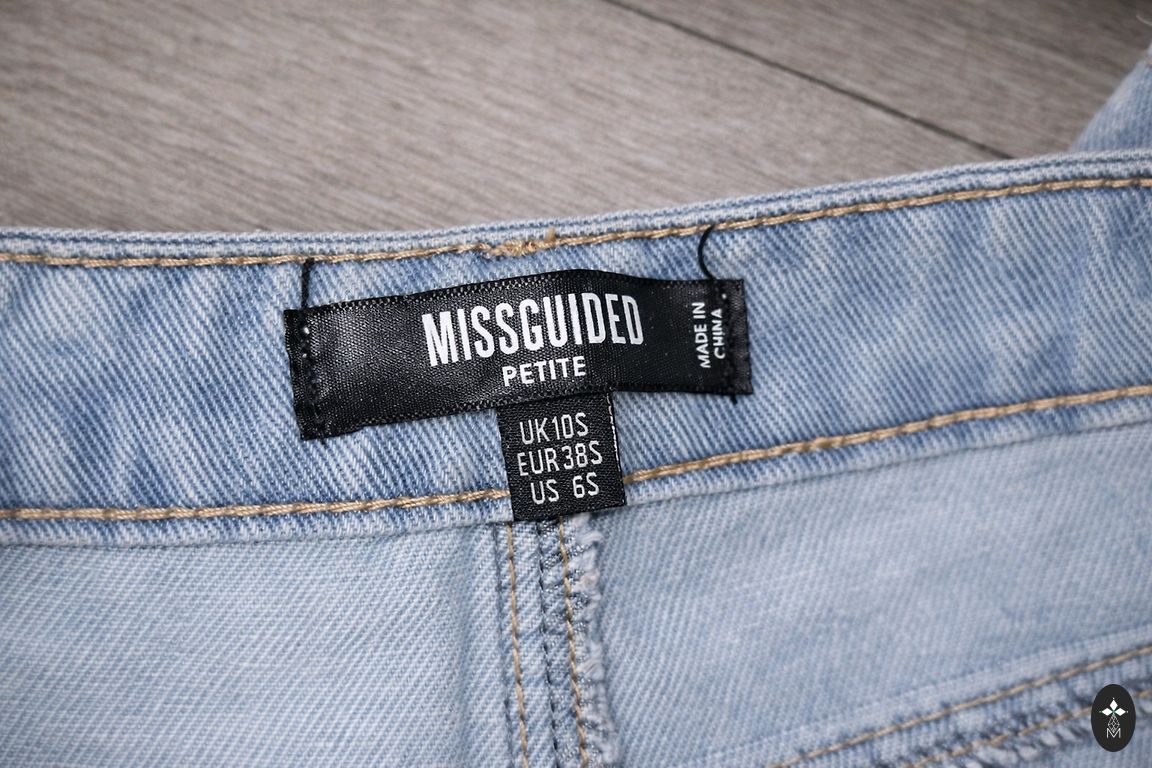 MISSGUIDED
PETITE
MADE IN
CHINA
UK10S
EUR38S
US 6S
M